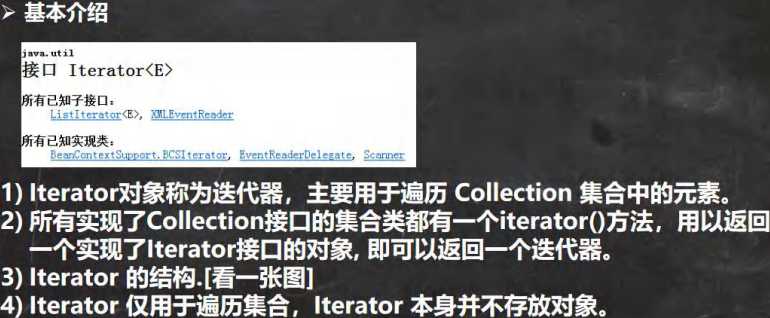 ➢ 基本介绍
java.util
接口 Iterator<E>
所有已知子接口：
ListIterator<E>, XMLEventReader
所有已知实现类：
BeanContextSupport.BCSIterator, EventReaderDelegate, Scanner
1) Iterator对象称为迭代器，主要用于遍历 Collection 集合中的元素。
2) 所有实现了Collection接口的集合类都有一个iterator()方法，用以返回
一个实现了Iterator接口的对象, 即可以返回一个迭代器。
3) Iterator 的结构.[看一张图]
4) Iterator 仅用于遍历集合，Iterator 本身并不存放对象。